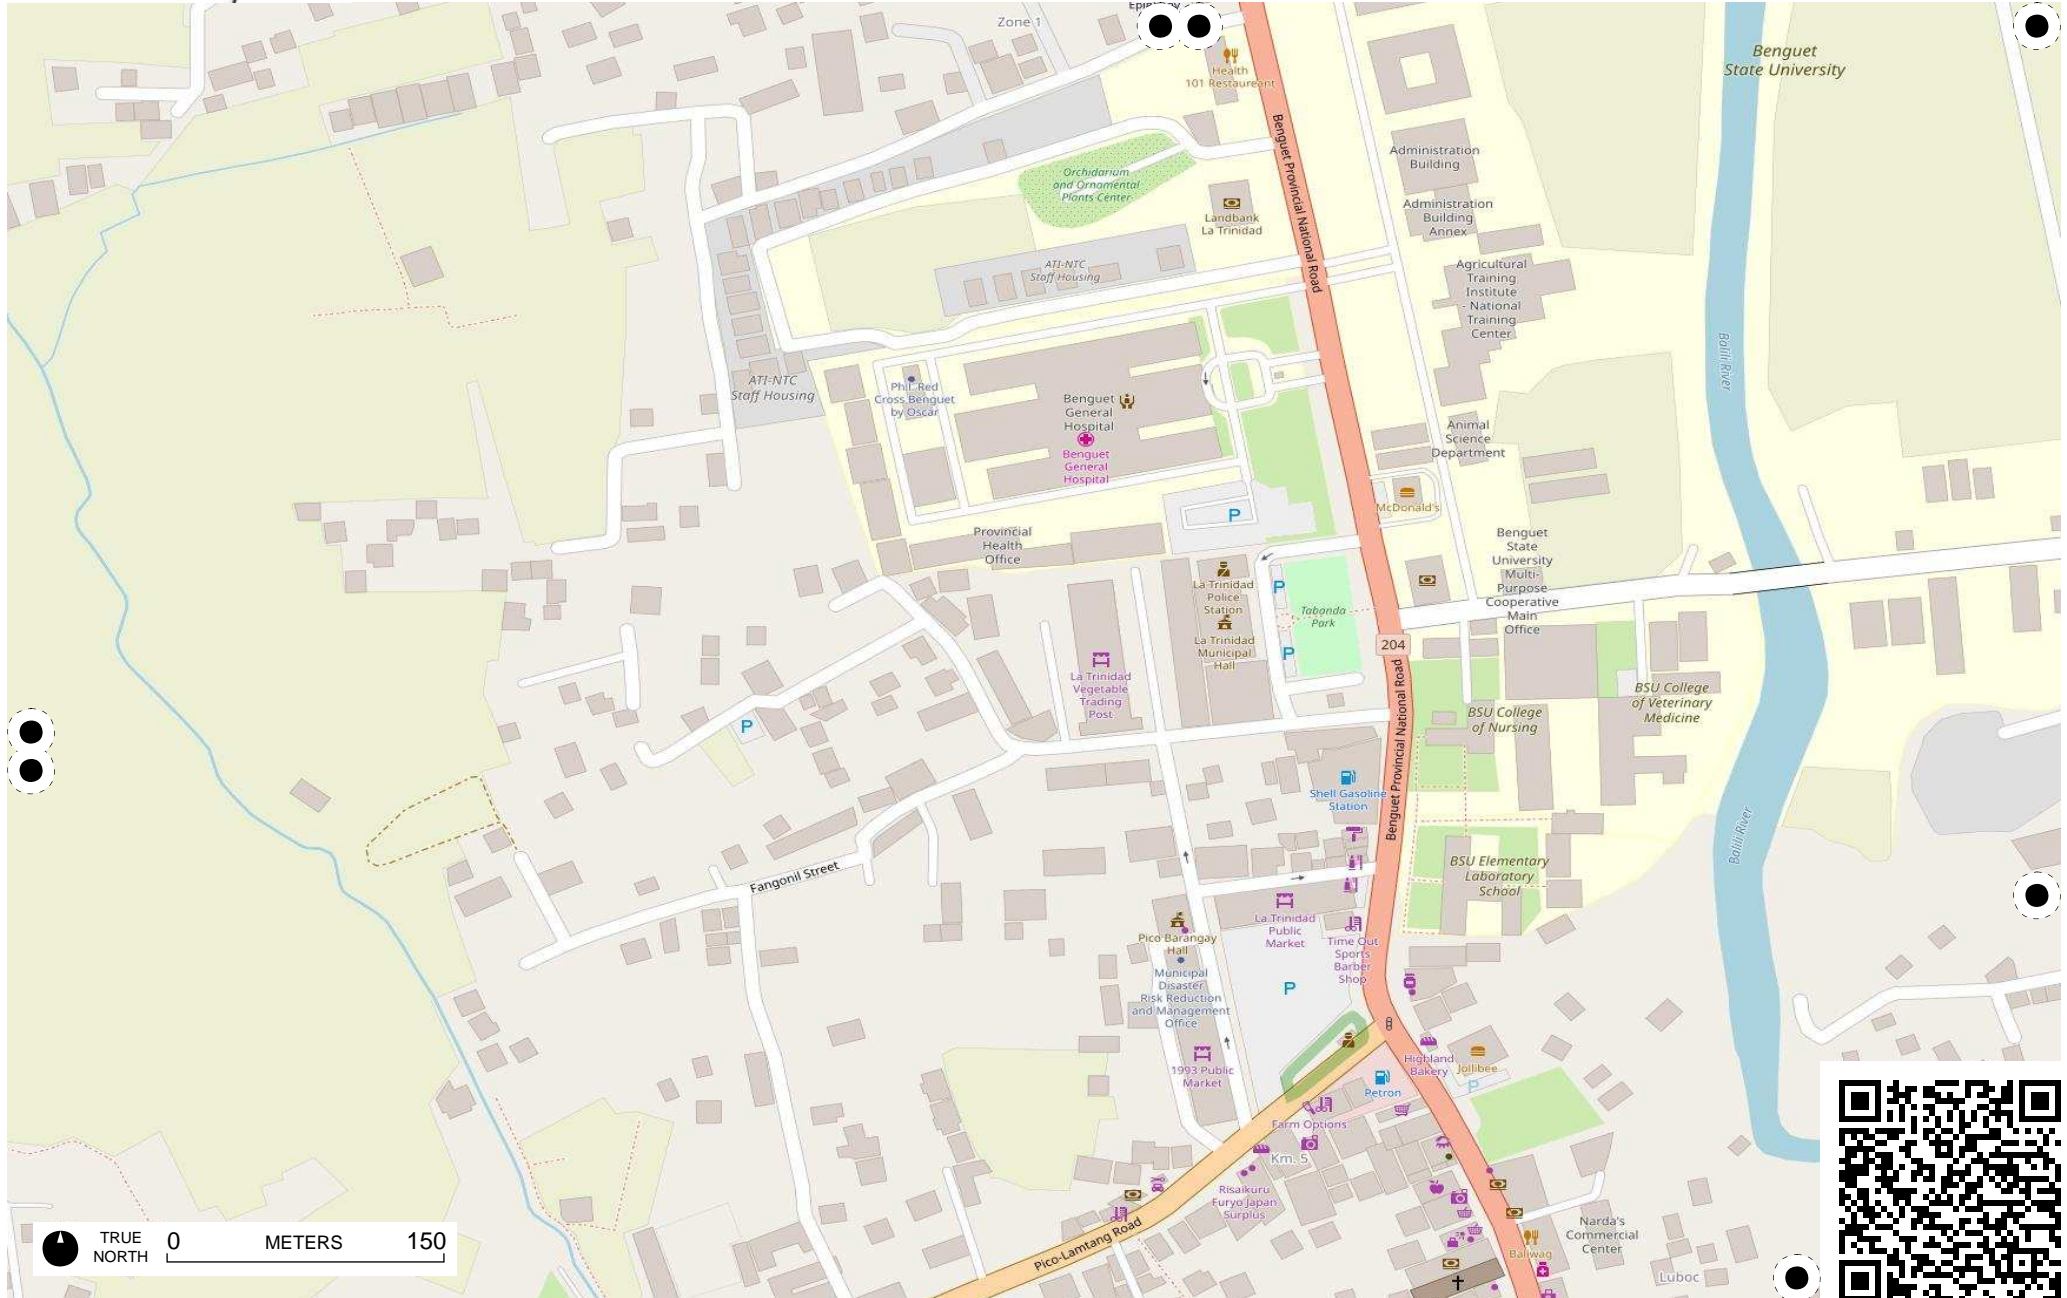 Zone 1
Health
101 Restaurant
Benguet
State University
Benguet Provincial National Road
Administration
Building
Orchidarium
and Ornamental
Plants Center
Landbank
La Trinidad
Administration
Building
Annex
ATI-NTC
Staff Housing
Agricultural
Training
Institute
- National
Training
Center
Balili River
ATI-NTC
Staff Housing
Phil. Red
Cross Benguet
by Oscar
Benguet
General
Hospital
Benguet
General
Hospital
Animal
Science
Department
McDonald's
P
Provincial
Health
Office
Benguet
State
University
Multi-
Purpose
Cooperative
Main
Office
La Trinidad
Police
Station
P
Tabanda
Park
La Trinidad
Municipal
Hall
P
204
La Trinidad
Vegetable
Trading
Post
P
Benguet Provincial National Road
BSU College
of Nursing
BSU College
of Veterinary
Medicine
Shell Gasoline
Station
Balili River
Fangonil Street
BSU Elementary
Laboratory
School
La Trinidad
Public
Market
Pico Barangay
Hall
Time Out
Sports
Barber
Shop
Municipal
Disaster
Risk Reduction
and Management
Office
P
1993 Public
Market
Highland
Bakery
Jollibee
P
Petron
Farm Options
Km. 5
Risaikuru
Furyo Japan
Surplus
Pico-Lamtang Road
Narda's
Commercial
Center
Baliwag
Luboc
TRUE
NORTH
0 METERS 150